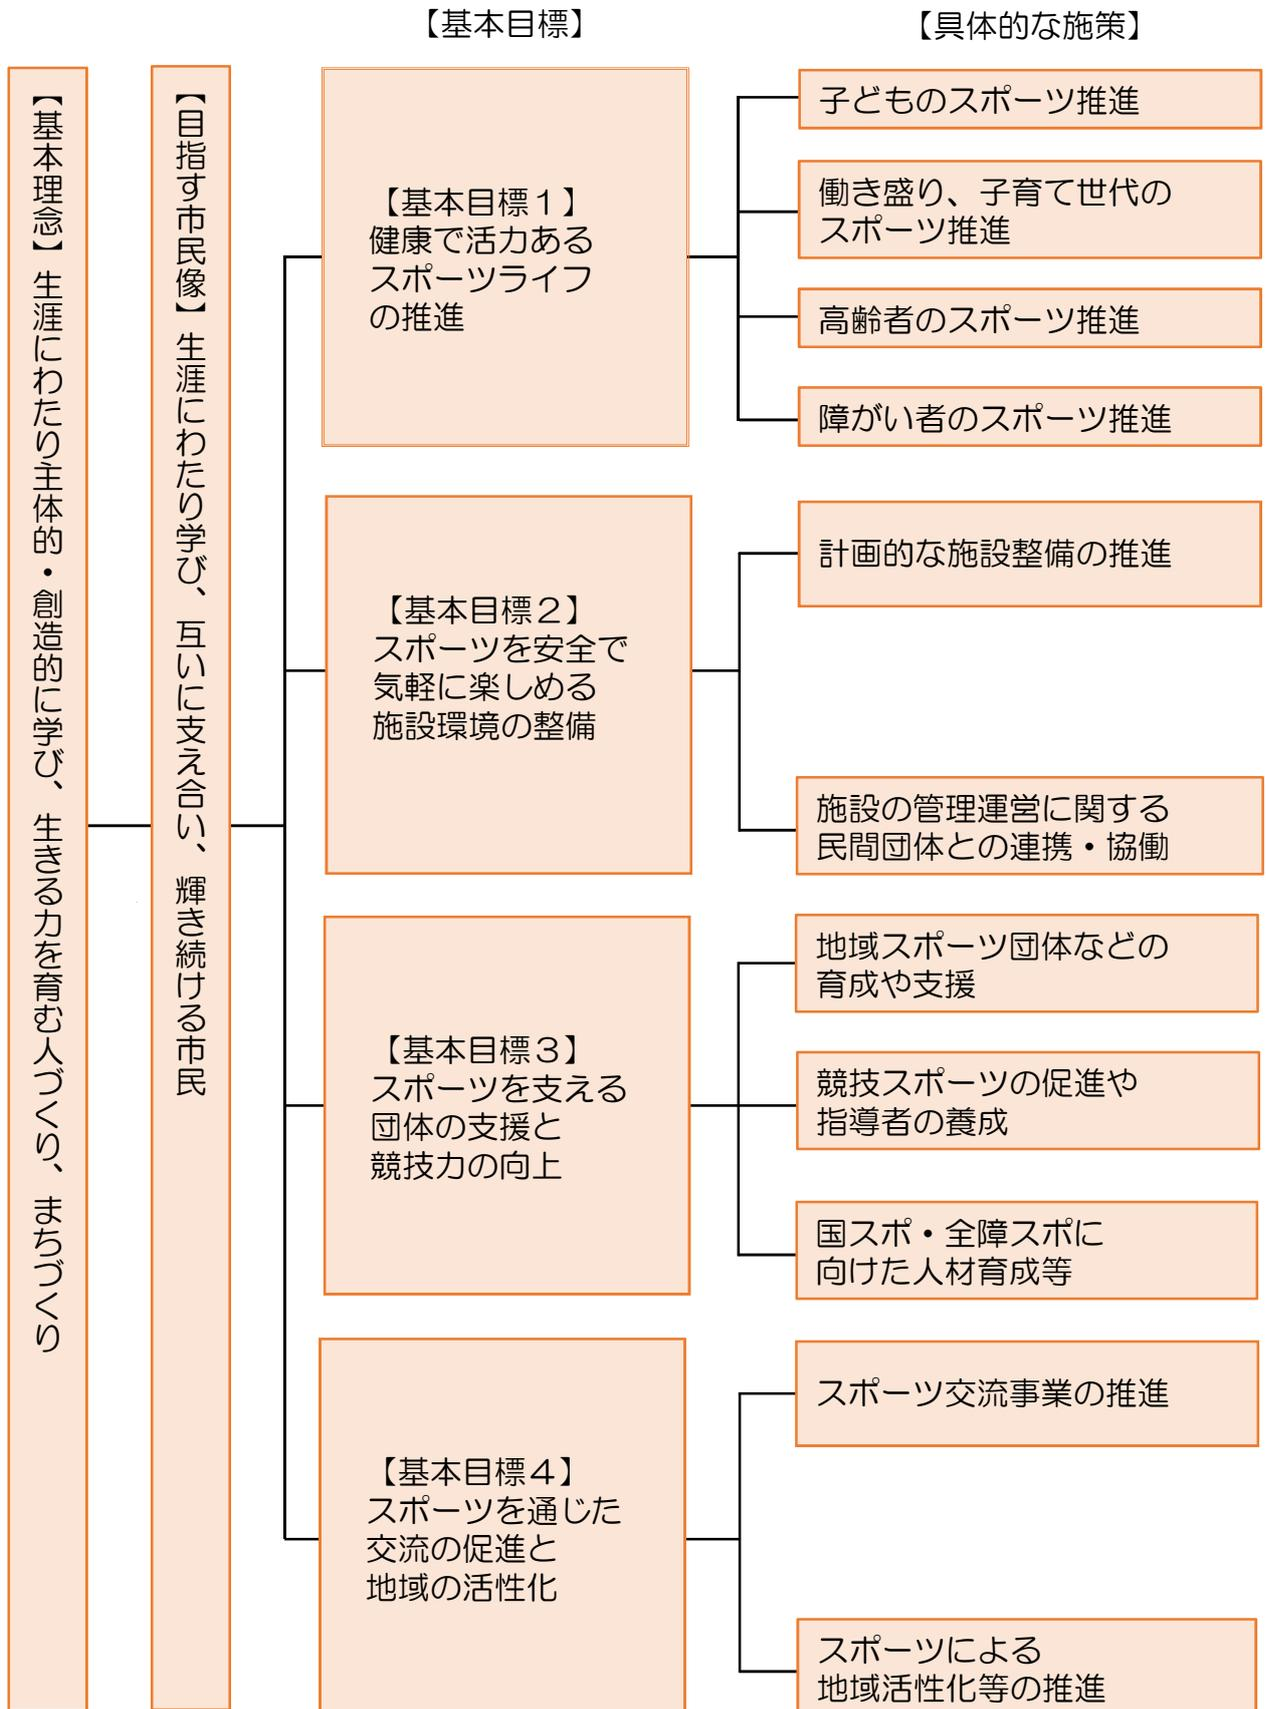 【基本目標】
【具体的な施策】
【基本理念】生涯にわたり主体的・創造的に学び、生きる力を育む人づくり、まちづくり
【目指す市民像】生涯にわたり学び、互いに支え合い、輝き続ける市民
【基本目標１】
健康で活力ある
スポーツライフ
の推進
子どものスポーツ推進
働き盛り、子育て世代の
スポーツ推進
高齢者のスポーツ推進
障がい者のスポーツ推進
【基本目標２】
スポーツを安全で
気軽に楽しめる
施設環境の整備
計画的な施設整備の推進
施設の管理運営に関する
民間団体との連携・協働
【基本目標３】
スポーツを支える
団体の支援と
競技力の向上
地域スポーツ団体などの
育成や支援
競技スポーツの促進や
指導者の養成
国スポ・全障スポに
向けた人材育成等
【基本目標４】
スポーツを通じた
交流の促進と
地域の活性化
スポーツ交流事業の推進
スポーツによる
地域活性化等の推進